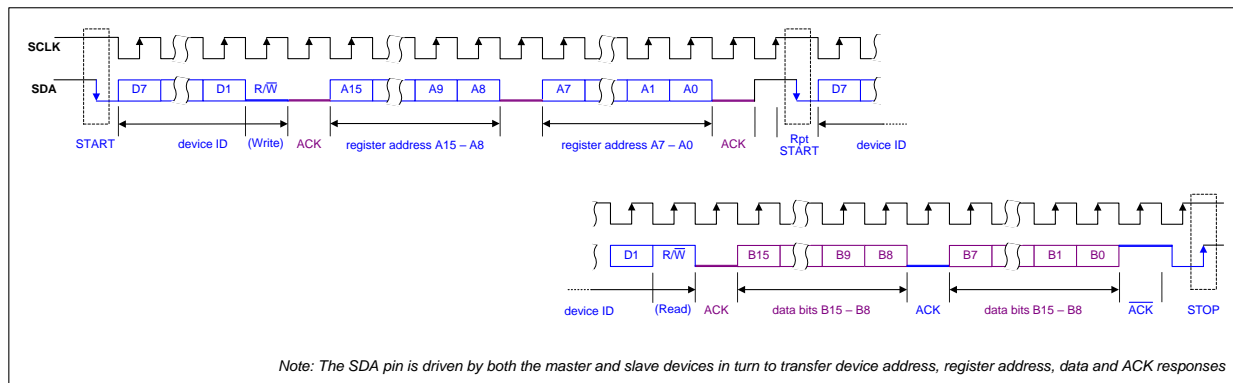 SCLK
SDA D7 D1 R/W̅ A15 A9 A8 A7 A1 A0 D7
START device ID (Write) ACK register address A15 – A8 register address A7 – A0 ACK Rpt START device ID
D1 R/W̅ B15 B9 B8 B7 B1 B0
device ID (Read) ACK data bits B15 – B8 ACK data bits B15 – B8 A̅C̅K̅ STOP
Note: The SDA pin is driven by both the master and slave devices in turn to transfer device address, register address, data and ACK responses